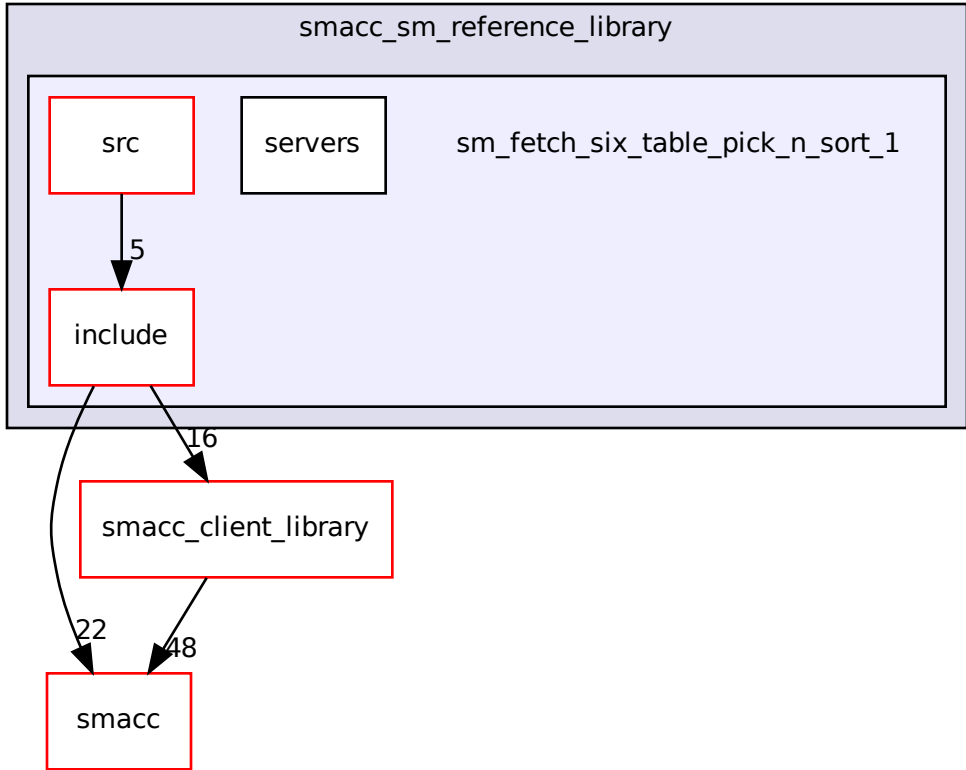 smacc_sm_reference_library
src
servers
sm_fetch_six_table_pick_n_sort_1
5
include
16
smacc_client_library
22
48
smacc